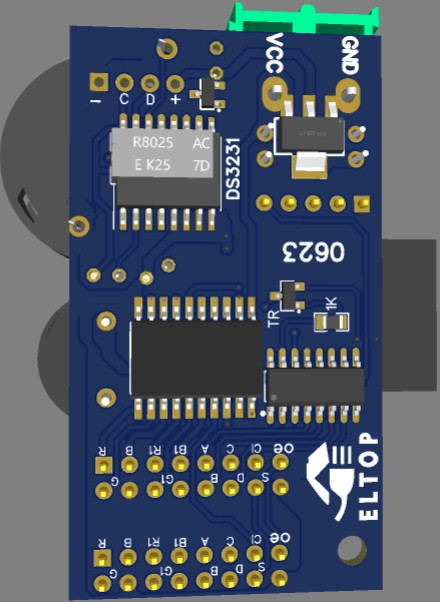 VCC
GND
- C D +
R8025 AC
E K25 7D
DS3231
0623
TR
1K
R B R1 B1 A C Cl oe
G G1 B D S
ELTOP
R B R1 B1 A C Cl oe
G G1 B D S